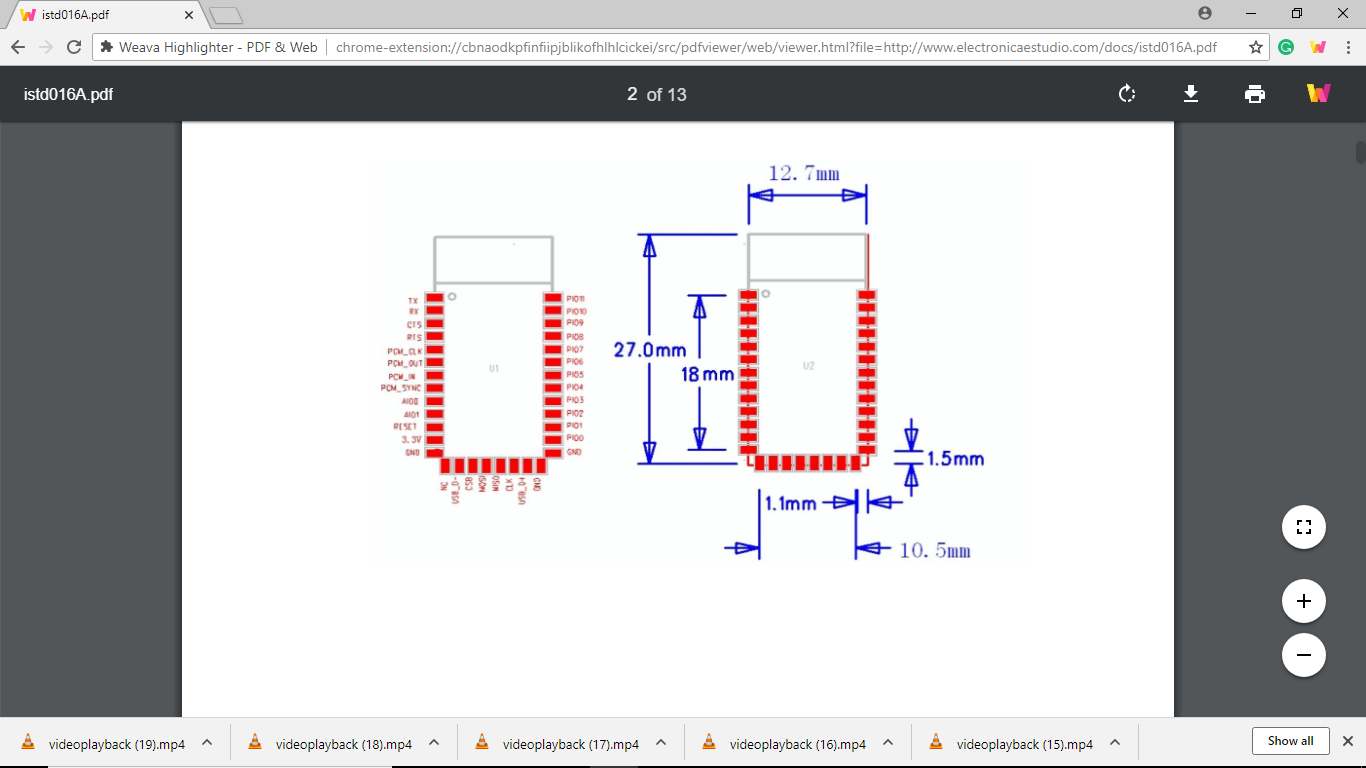 istd016A.pdf
Weava Highlighter - PDF & Web
chrome-extension://cbnaodkpfinfiipjblikofhlhlcickei/src/pdfviewer/web/viewer.html?file=http://www.electronicaestudio.com/docs/istd016A.pdf
istd016A.pdf
2 of 13
12.7mm
TX
RX
CTS
RTS
PCM_CLK
PCM_OUT
PCM_IN
PCM_SYNC
AIO0
AIO1
RESET
3.3V
GND
U1
PIO11
PIO10
PIO9
PIO8
PIO7
PIO6
PIO5
PIO4
PIO3
PIO2
PIO1
PIO0
GND
NC
USB_D-
CSB
MOSI
MISO
CLK
USB_D+
GND
27.0mm
18mm
U2
1.5mm
1.1mm
10.5mm
videoplayback (19).mp4
videoplayback (18).mp4
videoplayback (17).mp4
videoplayback (16).mp4
videoplayback (15).mp4
Show all